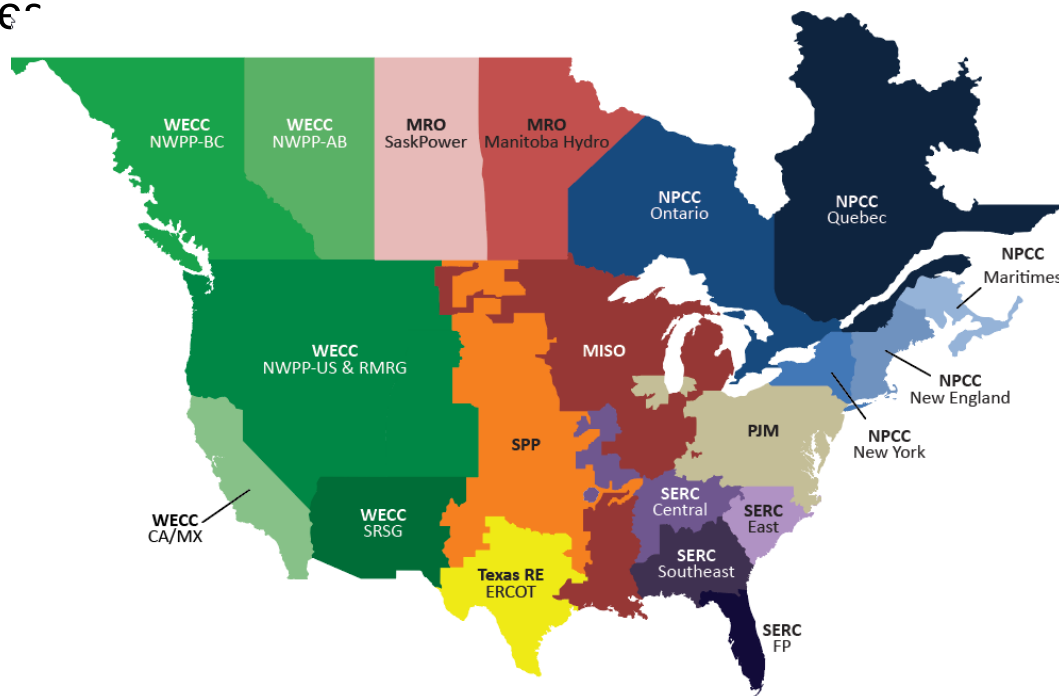 es
WECC
NWPP-BC
WECC
NWPP-AB
MRO
SaskPower
MRO
Manitoba Hydro
NPCC
Ontario
NPCC
Quebec
NPCC
Maritimes
WECC
NWPP-US & RMRG
MISO
NPCC
New England
SPP
PJM
NPCC
New York
WECC
CA/MX
WECC
SRSG
SERC
Central
SERC
East
SERC
Southeast
Texas RE
ERCOT
SERC
FP